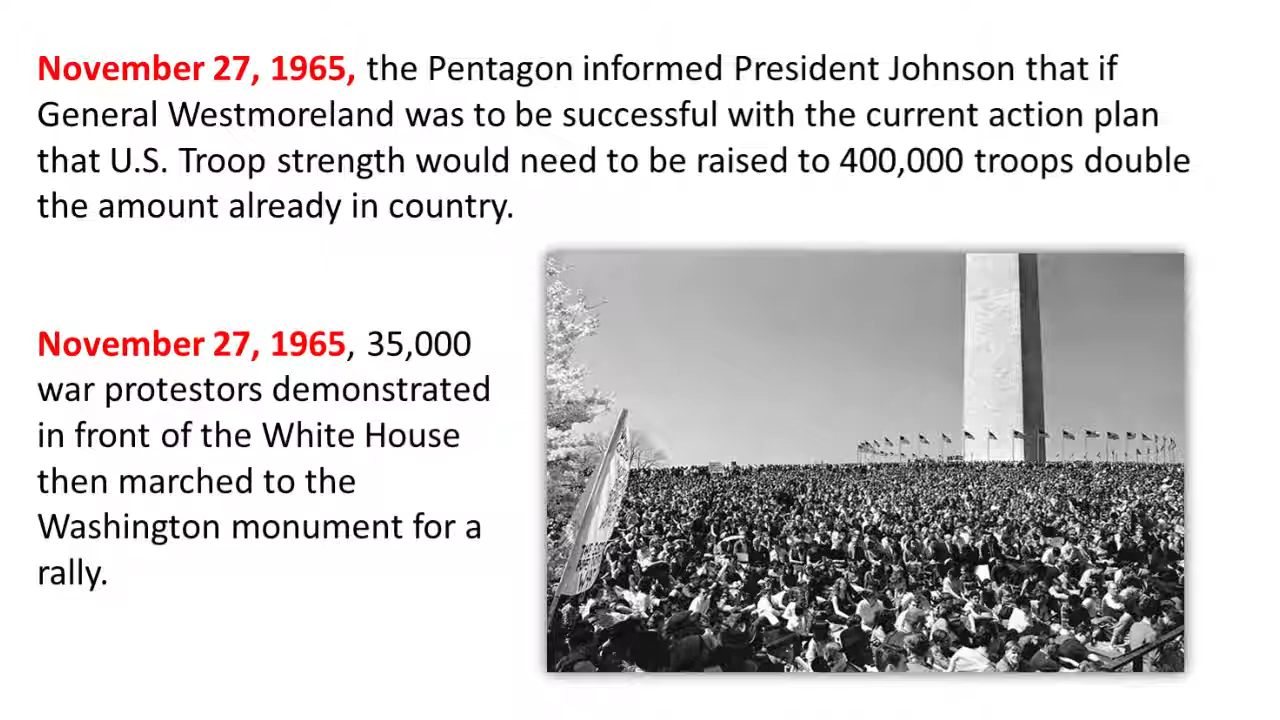 November 27, 1965, the Pentagon informed President Johnson that if
General Westmoreland was to be successful with the current action plan
that U.S. Troop strength would need to be raised to 400,000 troops double
the amount already in country.
November 27, 1965, 35,000
war protestors demonstrated
in front of the White House
then marched to the
Washington monument for a
rally.